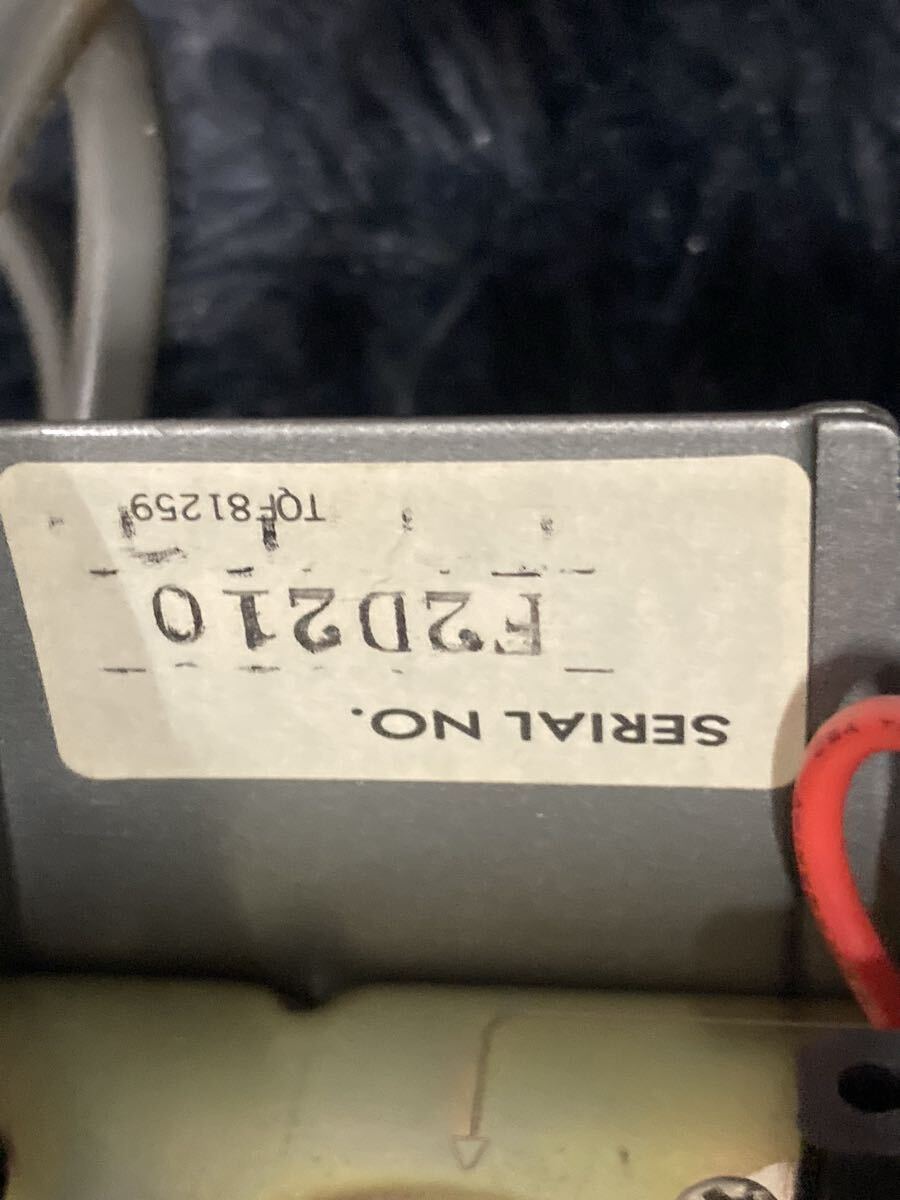 SERIAL NO.
F2D210
TQF81259